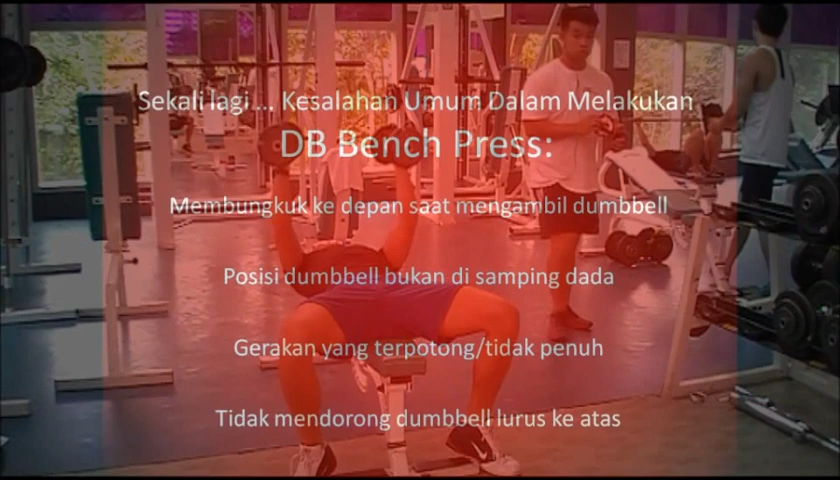 Sekali lagi ... Kesalahan Umum Dalam Melakukan
DB Bench Press:
Membungkuk ke depan saat mengambil dumbbell
Posisi dumbbell bukan di samping dada
Gerakan yang terpotong/tidak penuh
Tidak mendorong dumbbell lurus ke atas